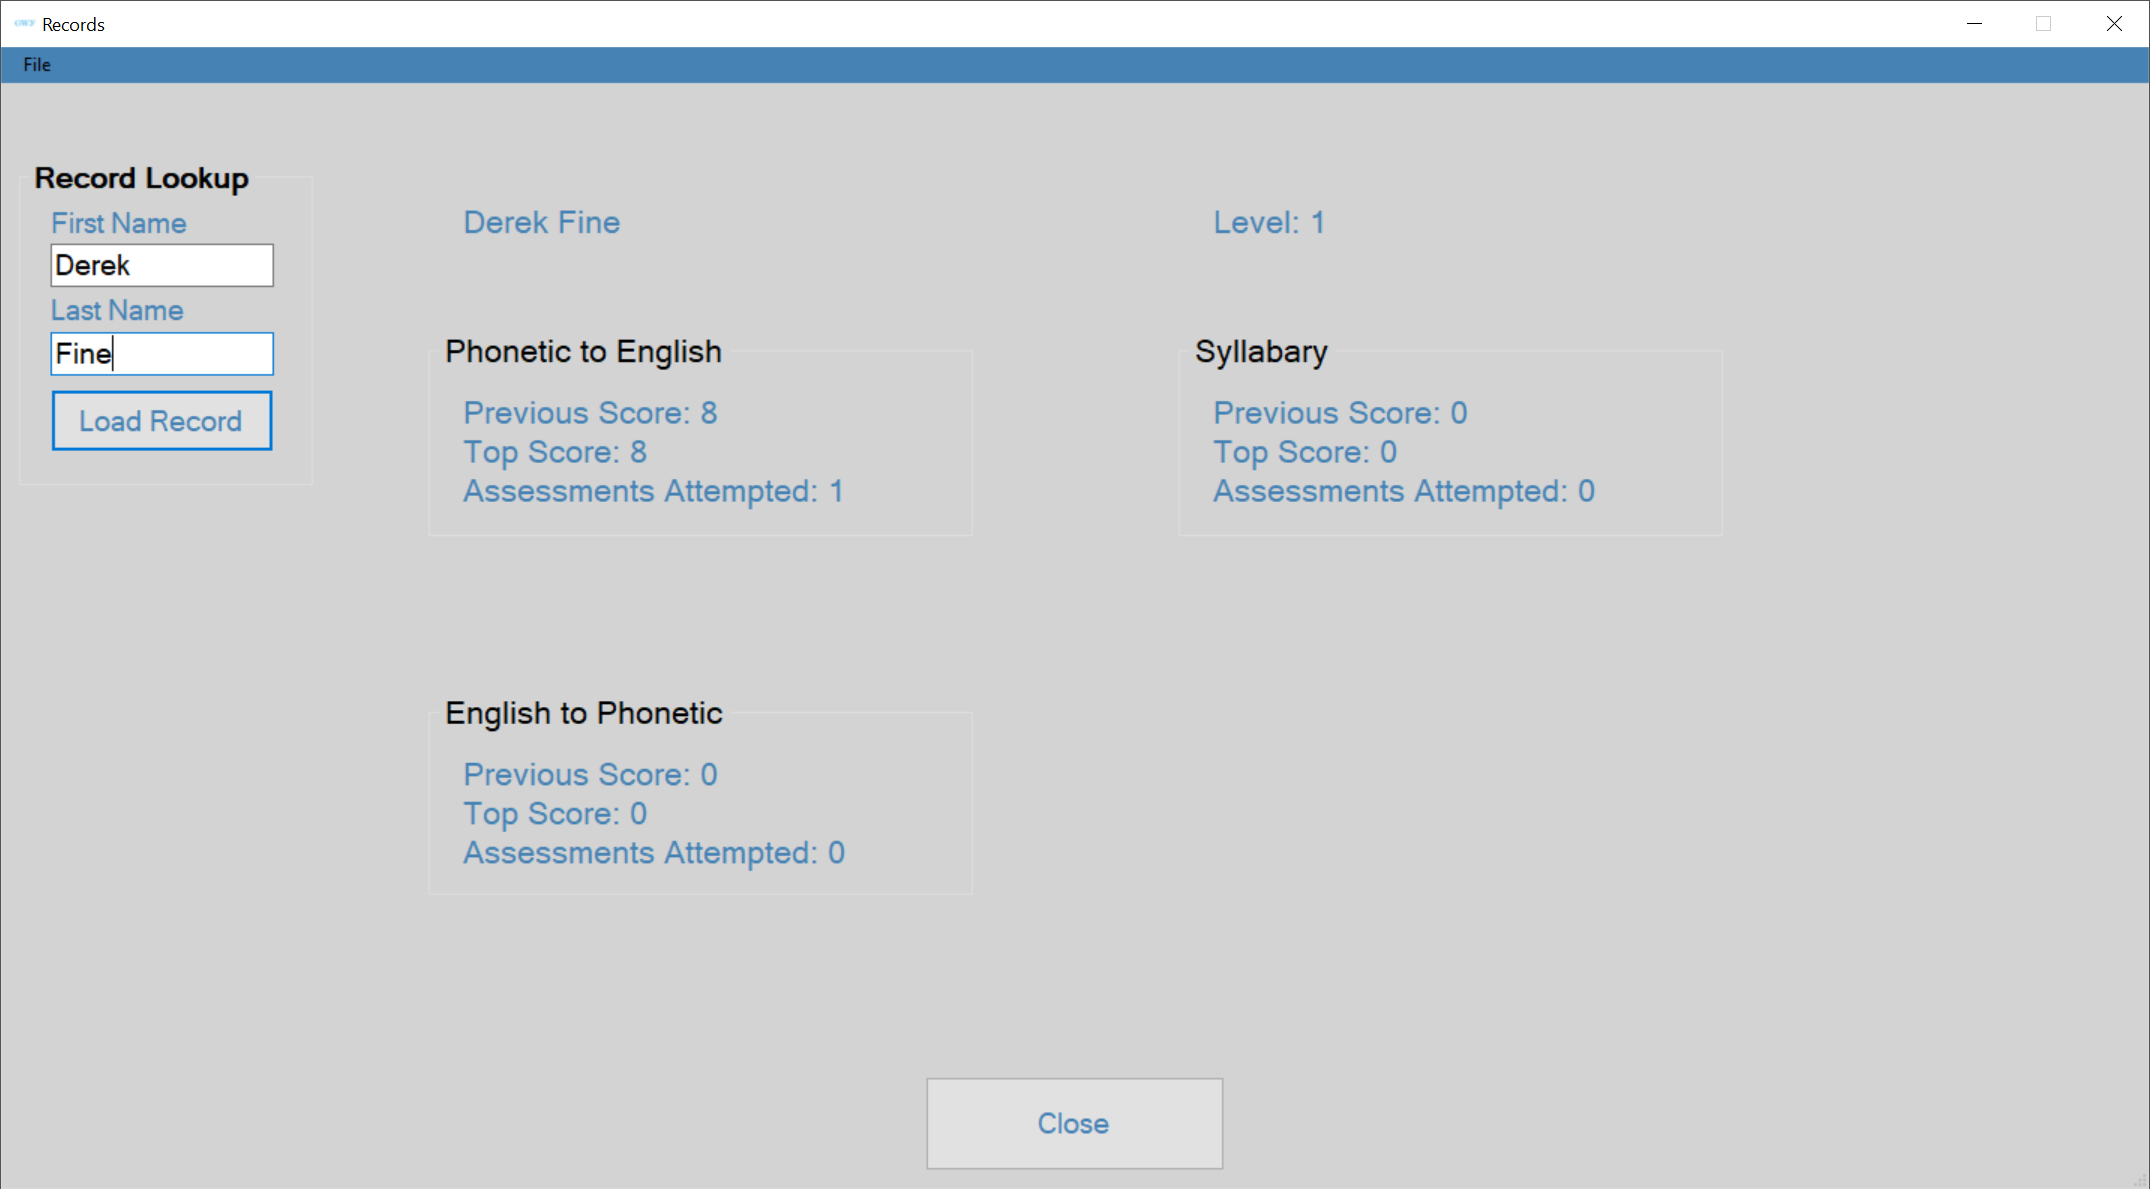 Records
File
Record Lookup
First Name
Derek
Last Name
Fine
Load Record
Derek Fine
Level: 1
Phonetic to English
Previous Score: 8
Top Score: 8
Assessments Attempted: 1
Syllabary
Previous Score: 0
Top Score: 0
Assessments Attempted: 0
English to Phonetic
Previous Score: 0
Top Score: 0
Assessments Attempted: 0
Close